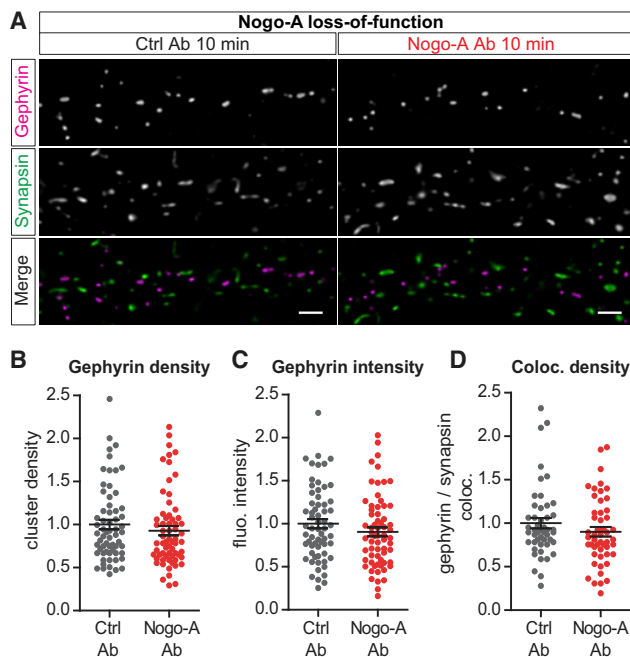 A
Nogo-A loss-of-function
Ctrl Ab 10 min
Nogo-A Ab 10 min
Gephyrin
Synapsin
Merge
B
Gephyrin density
cluster density
2.5
2.0
1.5
1.0
0.5
0.0
Ctrl
Ab
Nogo-A
Ab
C
Gephyrin intensity
fluo. intensity
2.5
2.0
1.5
1.0
0.5
0.0
Ctrl
Ab
Nogo-A
Ab
D
Coloc. density
gephyrin / synapsin
coloc.
2.5
2.0
1.5
1.0
0.5
0.0
Ctrl
Ab
Nogo-A
Ab